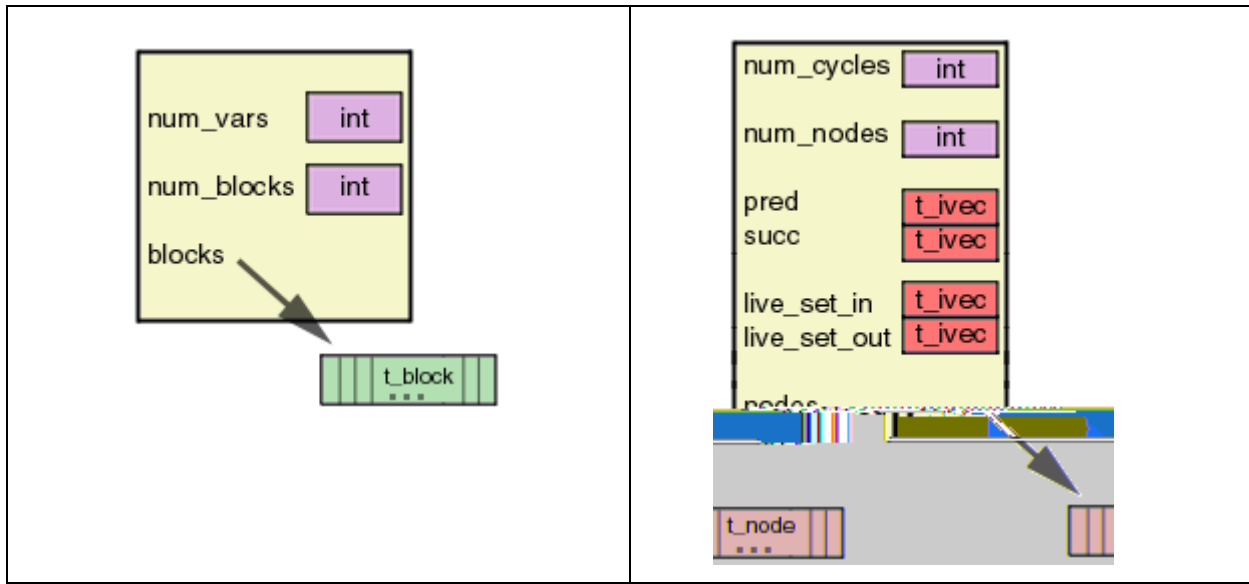 num_vars int
num_blocks int
blocks
t_block
...
num_cycles int
num_nodes int
pred t_ivec
succ t_ivec
live_set_in t_ivec
live_set_out t_ivec
nodes
t_node
...